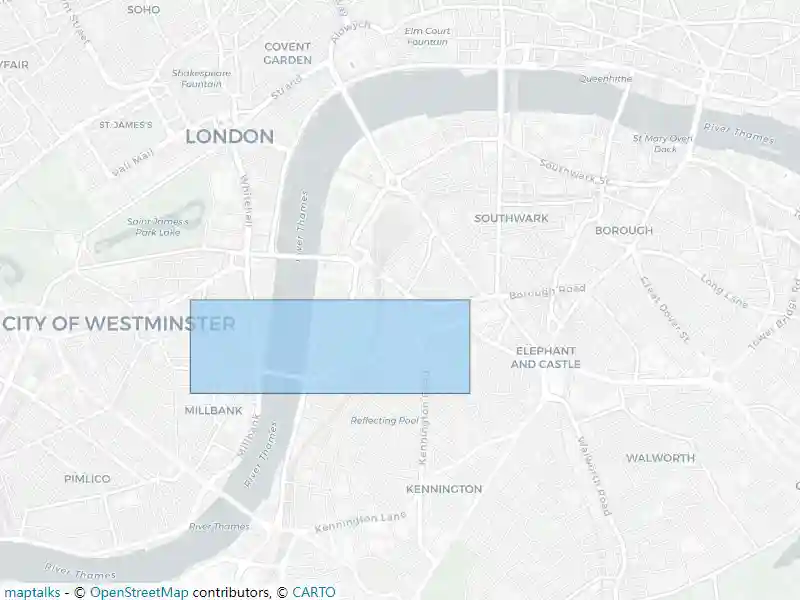 SOHO
Elm Court
Fountain
Aldwych
COVENT
GARDEN
YFAIR
Shakespeare
Fountain
Strand
Queenhithe
ST JAMES'S
LONDON
River Thames
St Mary Overy
Dock
Pall Mall
Southwark St
Whitehall
River Thames
Saint James's
Park Lake
SOUTHWARK
BOROUGH
Long Lane
Borough Road
Great Dover St
Tower Bridge Rd
CITY OF WESTMINSTER
ELEPHANT
AND CASTLE
MILLBANK
Kennington Road
Reflecting Pool
Millbank
River Thames
Walworth Road
WALWORTH
PIMLICO
KENNINGTON
River Thames
Kennington Lane
River Thames
maptalks - © OpenStreetMap contributors, © CARTO